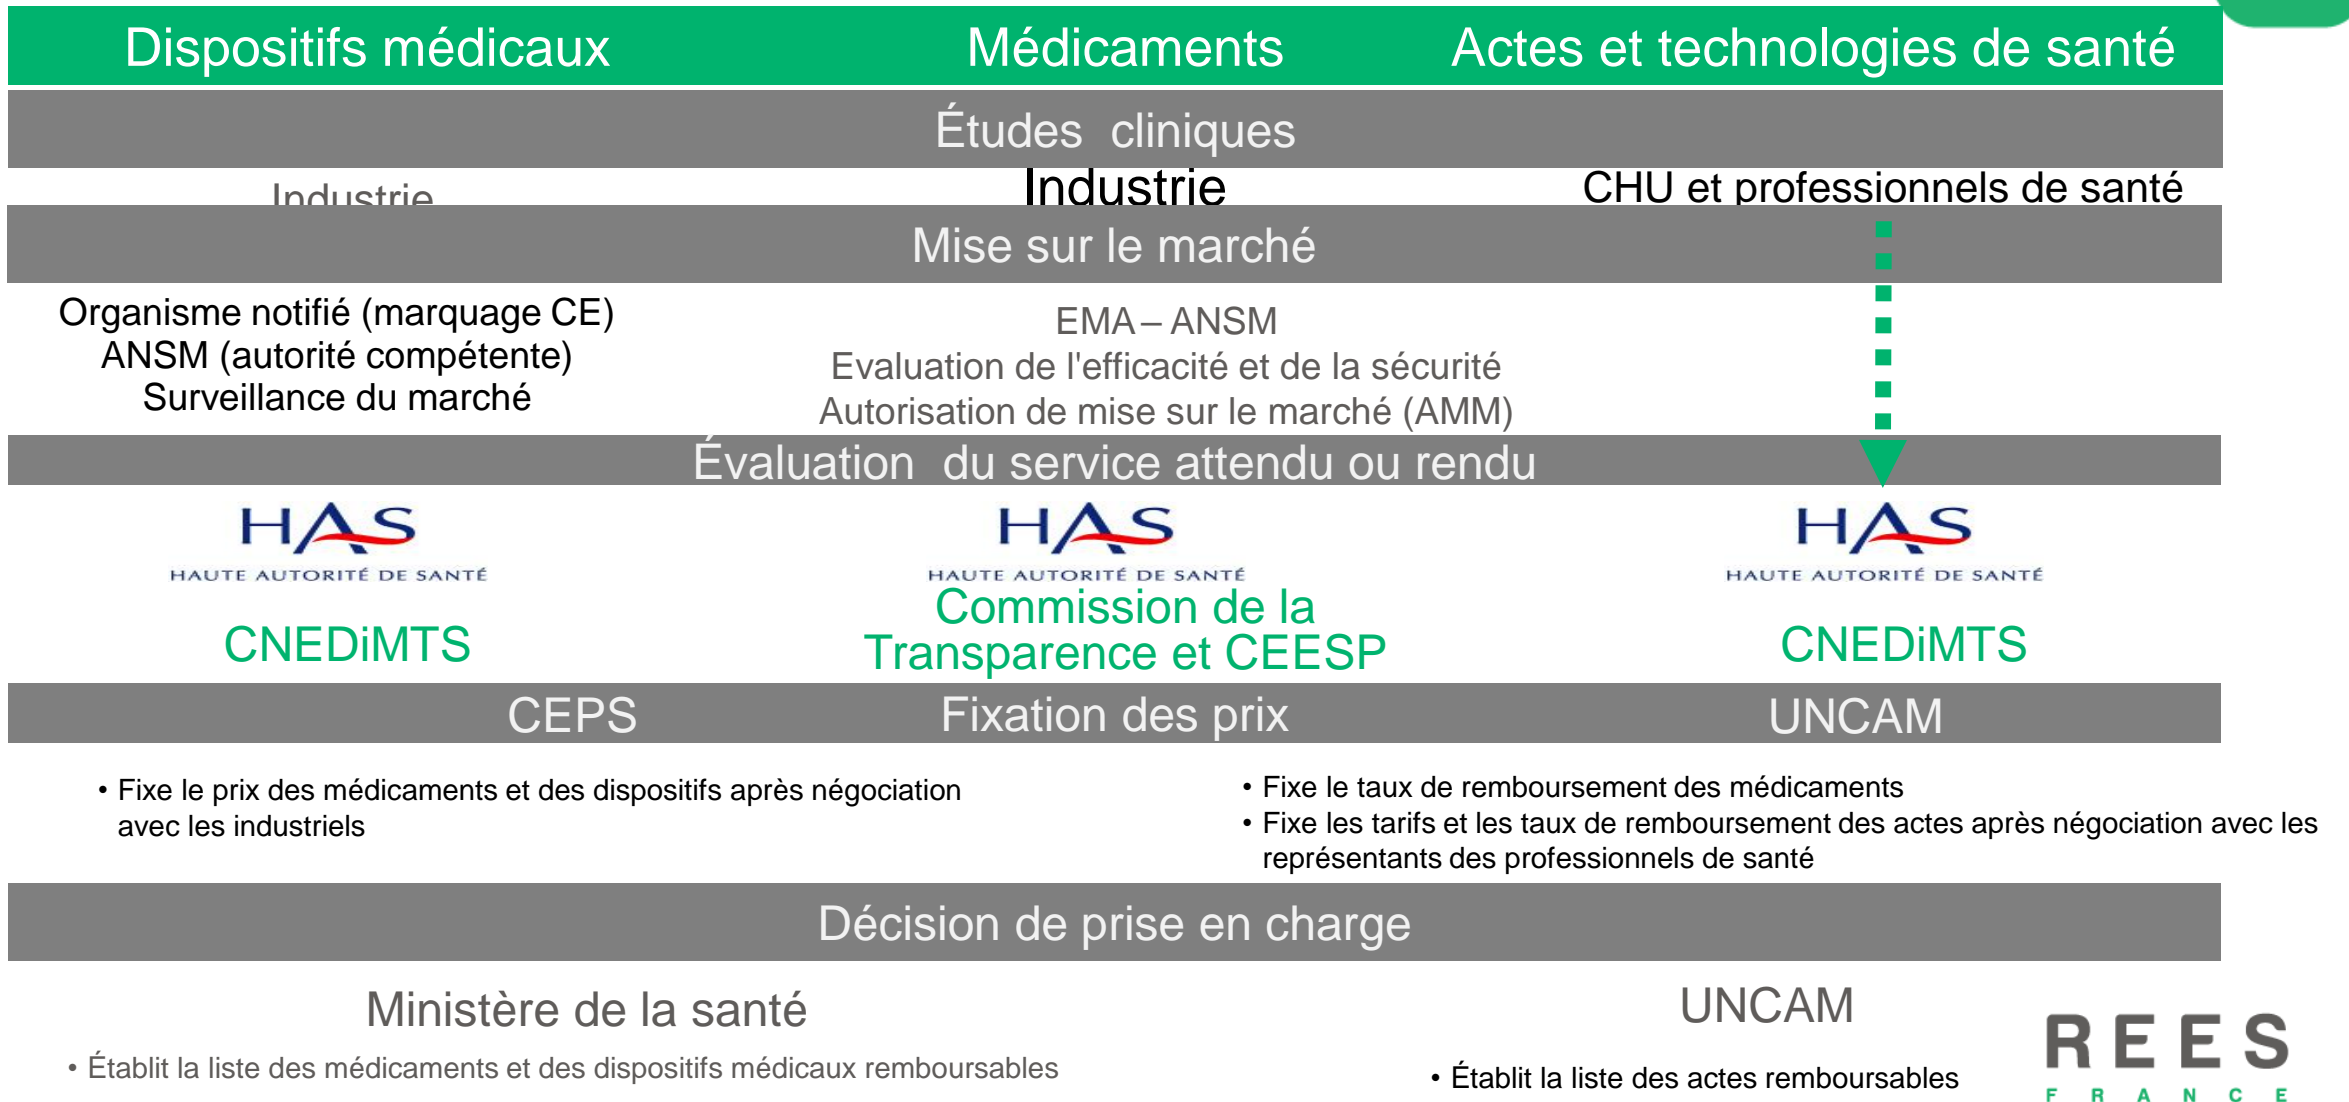 Dispositifs médicaux Médicaments Actes et technologies de santé
Études cliniques
Industrie Industrie CHU et professionnels de santé
Mise sur le marché
Organisme notifié (marquage CE)
ANSM (autorité compétente)
Surveillance du marché
EMA – ANSM
Evaluation de l'efficacité et de la sécurité
Autorisation de mise sur le marché (AMM)
Évaluation du service attendu ou rendu
HAS
HAUTE AUTORITÉ DE SANTÉ
CNEDiMTS
HAS
HAUTE AUTORITÉ DE SANTÉ
Commission de la
Transparence et CEESP
HAS
HAUTE AUTORITÉ DE SANTÉ
CNEDiMTS
CEPS Fixation des prix UNCAM
• Fixe le prix des médicaments et des dispositifs après négociation
avec les industriels
• Fixe le taux de remboursement des médicaments
• Fixe les tarifs et les taux de remboursement des actes après négociation avec les
représentants des professionnels de santé
Décision de prise en charge
Ministère de la santé
• Établit la liste des médicaments et des dispositifs médicaux remboursables
UNCAM
• Établit la liste des actes remboursables
REES
FRANCE